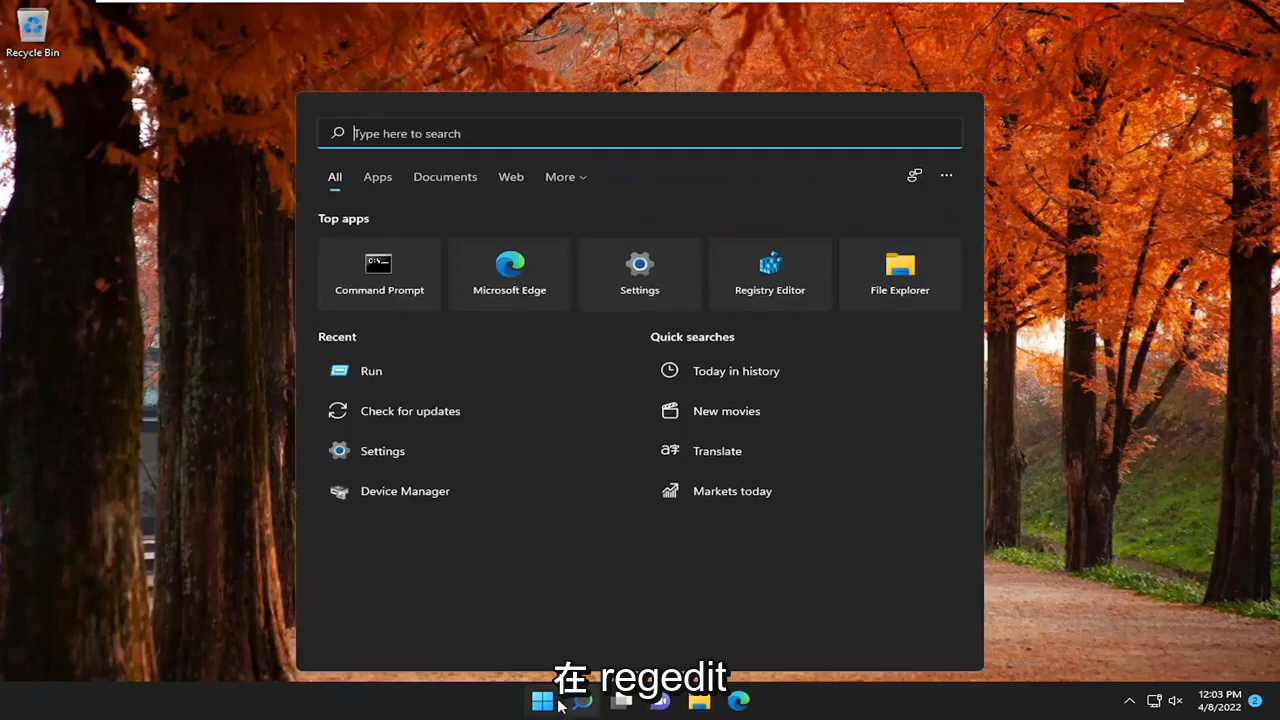 Recycle Bin
Type here to search
All Apps Documents Web More
Top apps
Command Prompt Microsoft Edge Settings Registry Editor File Explorer
Recent Quick searches
Run Today in history
Check for updates New movies
Settings Translate
Device Manager Markets today
在 regedit
12:03 PM
4/8/2022 2